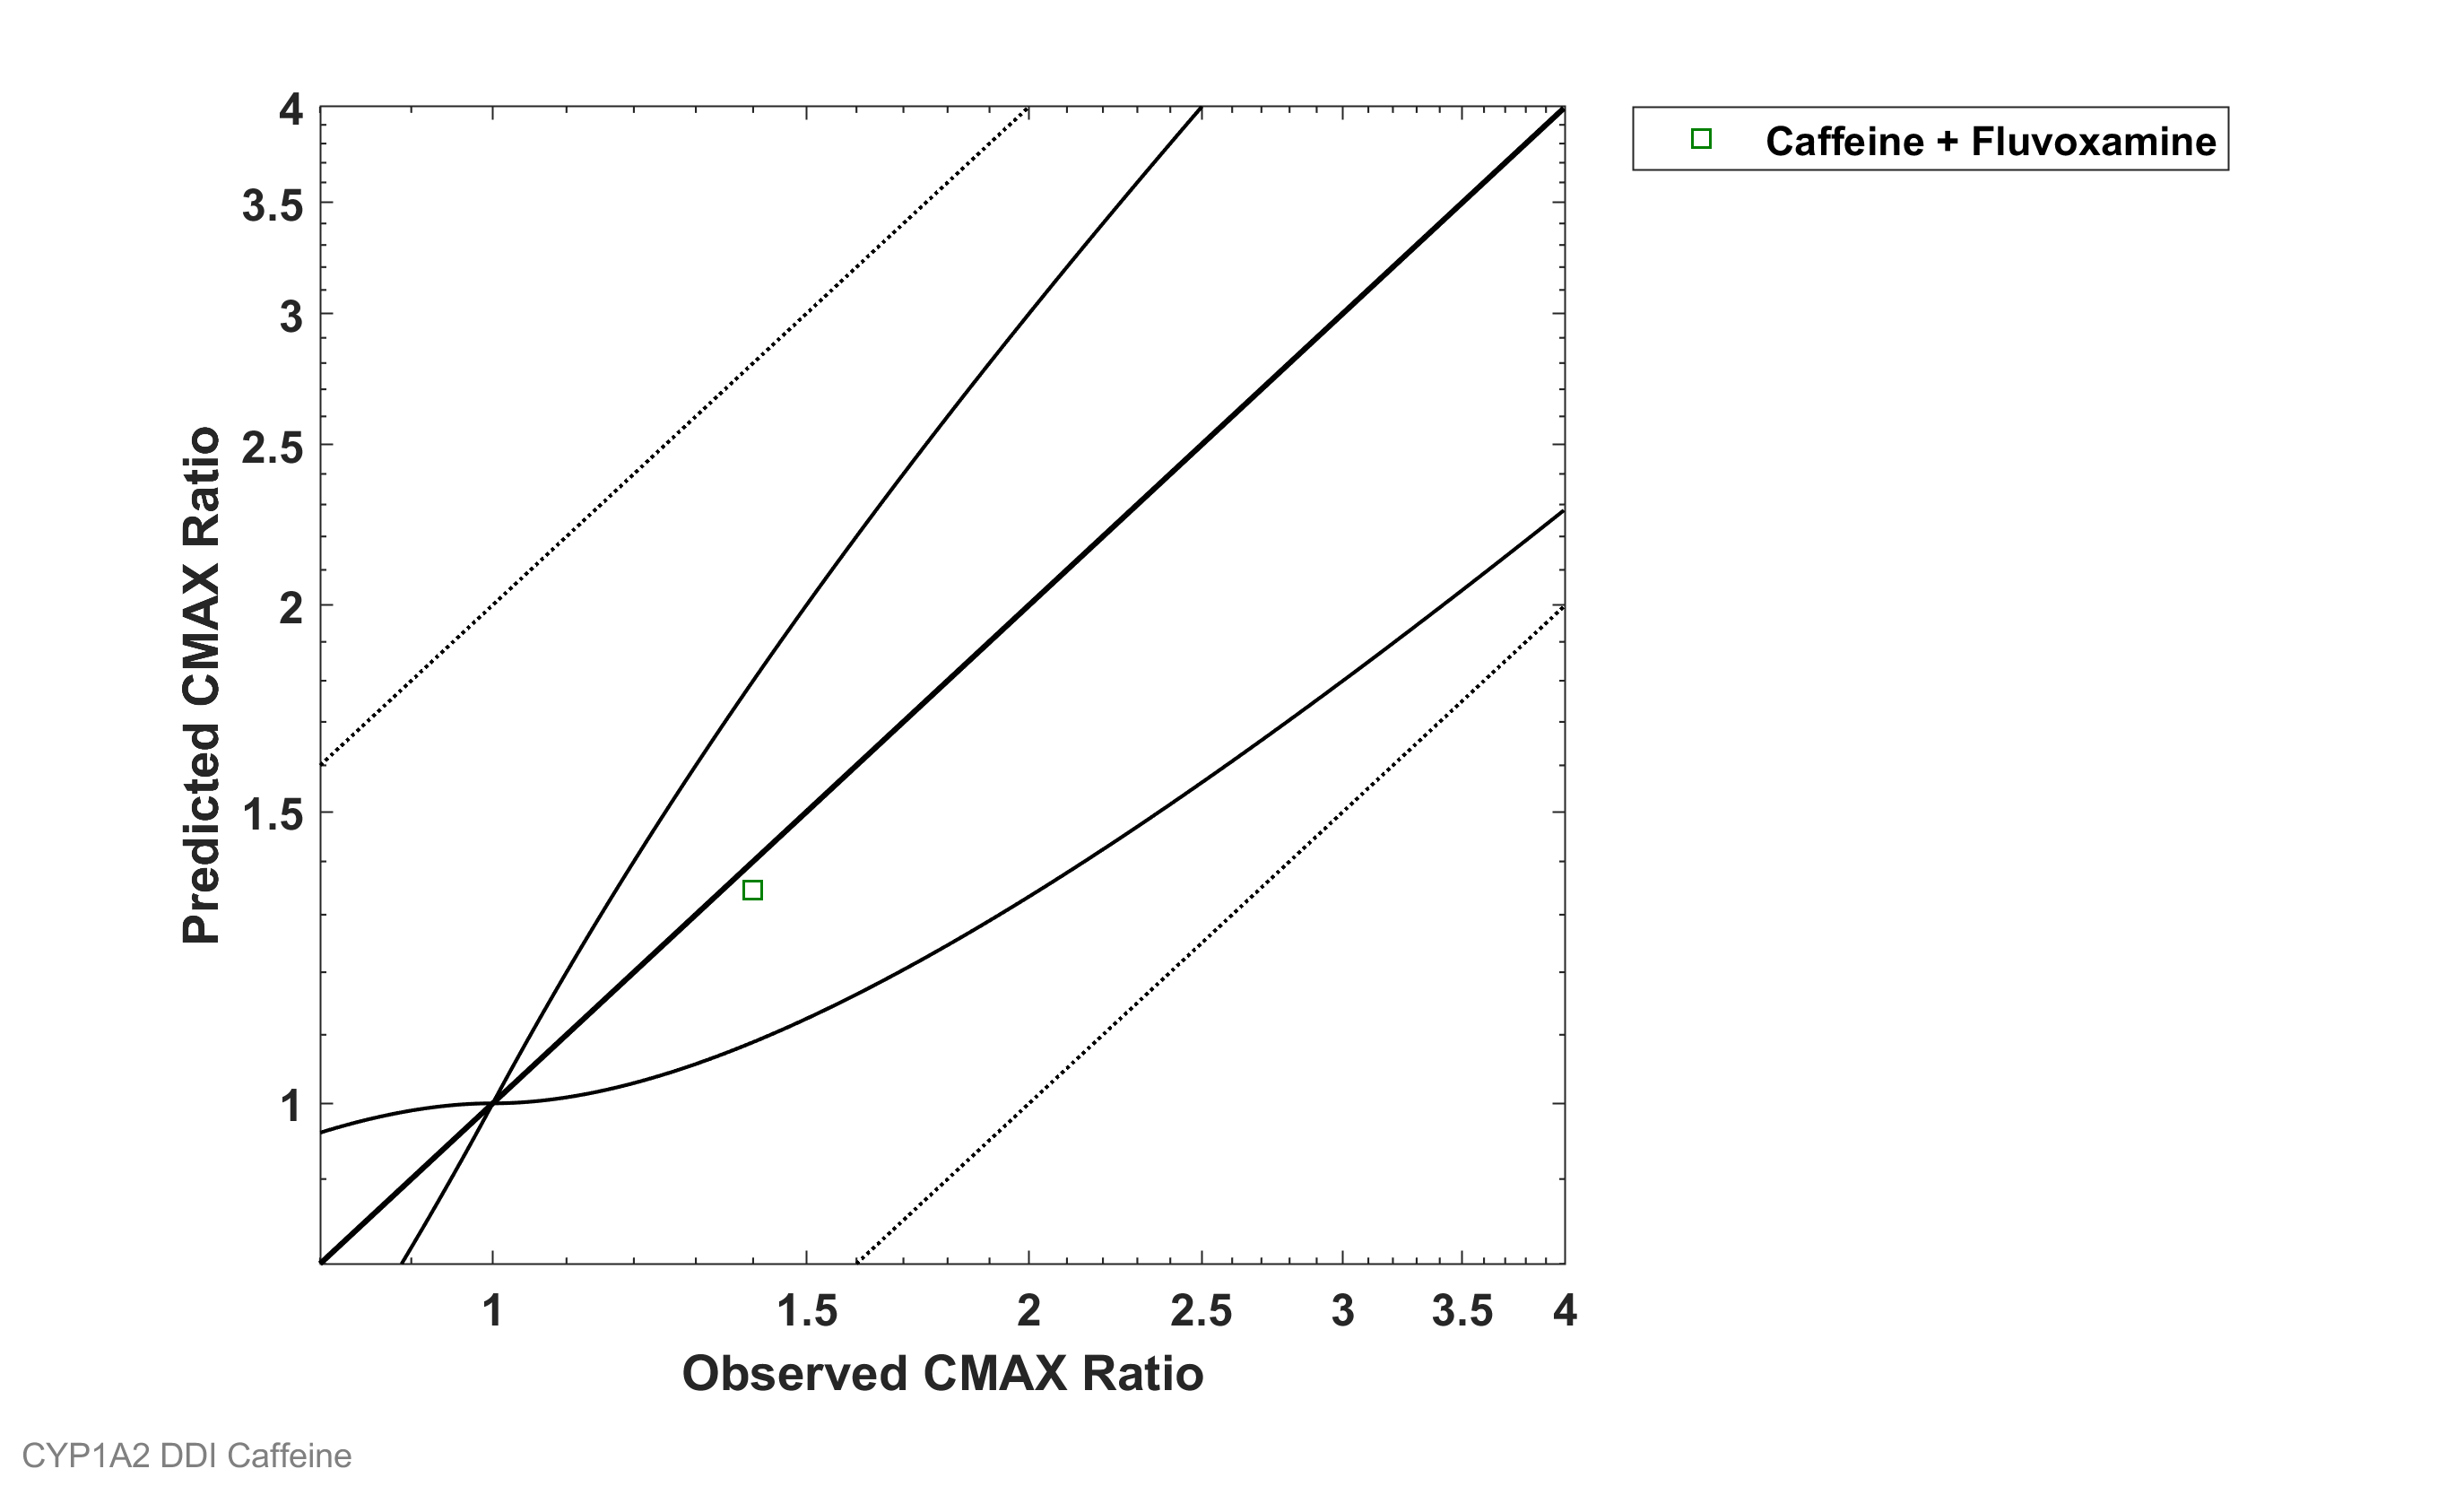 Caffeine + Fluvoxamine
Predicted CMAX Ratio
4
3.5
3
2.5
2
1.5
1
1 1.5 2 2.5 3 3.5 4
Observed CMAX Ratio
CYP1A2 DDI Caffeine